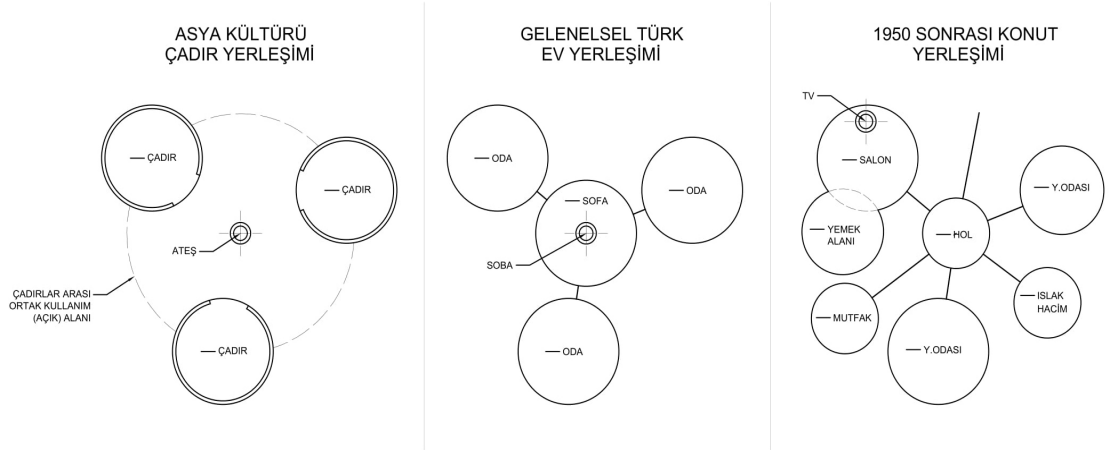 ASYA KÜLTÜRÜ
ÇADIR YERLEŞİMİ
ÇADIR
ÇADIR
ATEŞ
ÇADIRLAR ARASI
ORTAK KULLANIM
(AÇIK) ALANI
ÇADIR
GELENELSEL TÜRK
EV YERLEŞİMİ
ODA
ODA
SOFA
SOBA
ODA
1950 SONRASI KONUT
YERLEŞİMİ
TV
SALON
Y.ODASI
YEMEK
ALANI
HOL
MUTFAK
ISLAK
HACİM
Y.ODASI